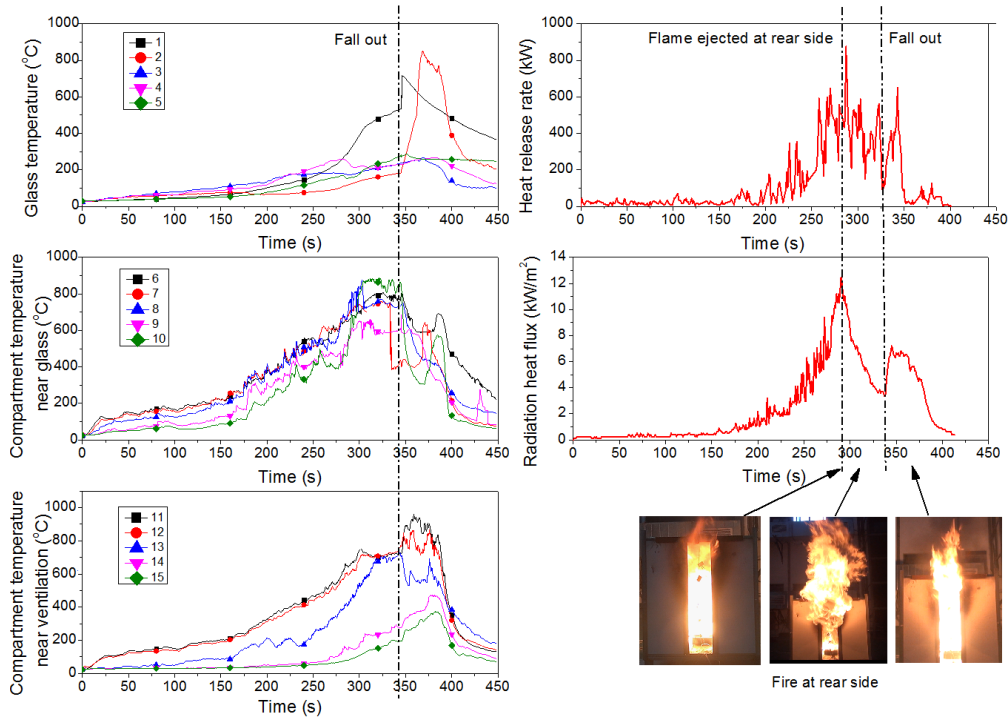 1000
800
600
400
200
0
Glass temperature (°C)
1
2
3
4
5
Fall out
0 50 100 150 200 250 300 350 400 450
Time (s)
1000
800
600
400
200
0
Heat release rate (kW)
Flame ejected at rear side
Fall out
0 50 100 150 200 250 300 350 400 450
Time (s)
1000
800
600
400
200
0
Compartment temperature
near glass(°C)
6
7
8
9
10
0 50 100 150 200 250 300 350 400 450
Time (s)
14
12
10
8
6
4
2
0
Radiation heat flux (kW/m²)
0 50 100 150 200 250 300 350 400 450
Time (s)
1000
800
600
400
200
0
Compartment temperature
near ventilation(°C)
11
12
13
14
15
0 50 100 150 200 250 300 350 400 450
Time (s)
Fire at rear side